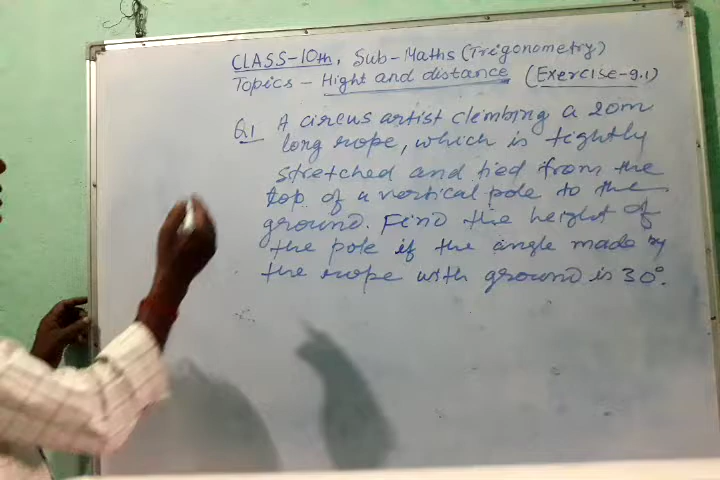 CLASS-10th, Sub-Maths (Trigonometry)
Topics - Hight and distance (Exercise-9.1)
Q.1 A circus artist clembing a 20m
long rope, which is tightly
stretched and tied from the
top of a vertical pole to the
ground. Find the height of
the pole if the angle made by
the rope with ground is 30°.